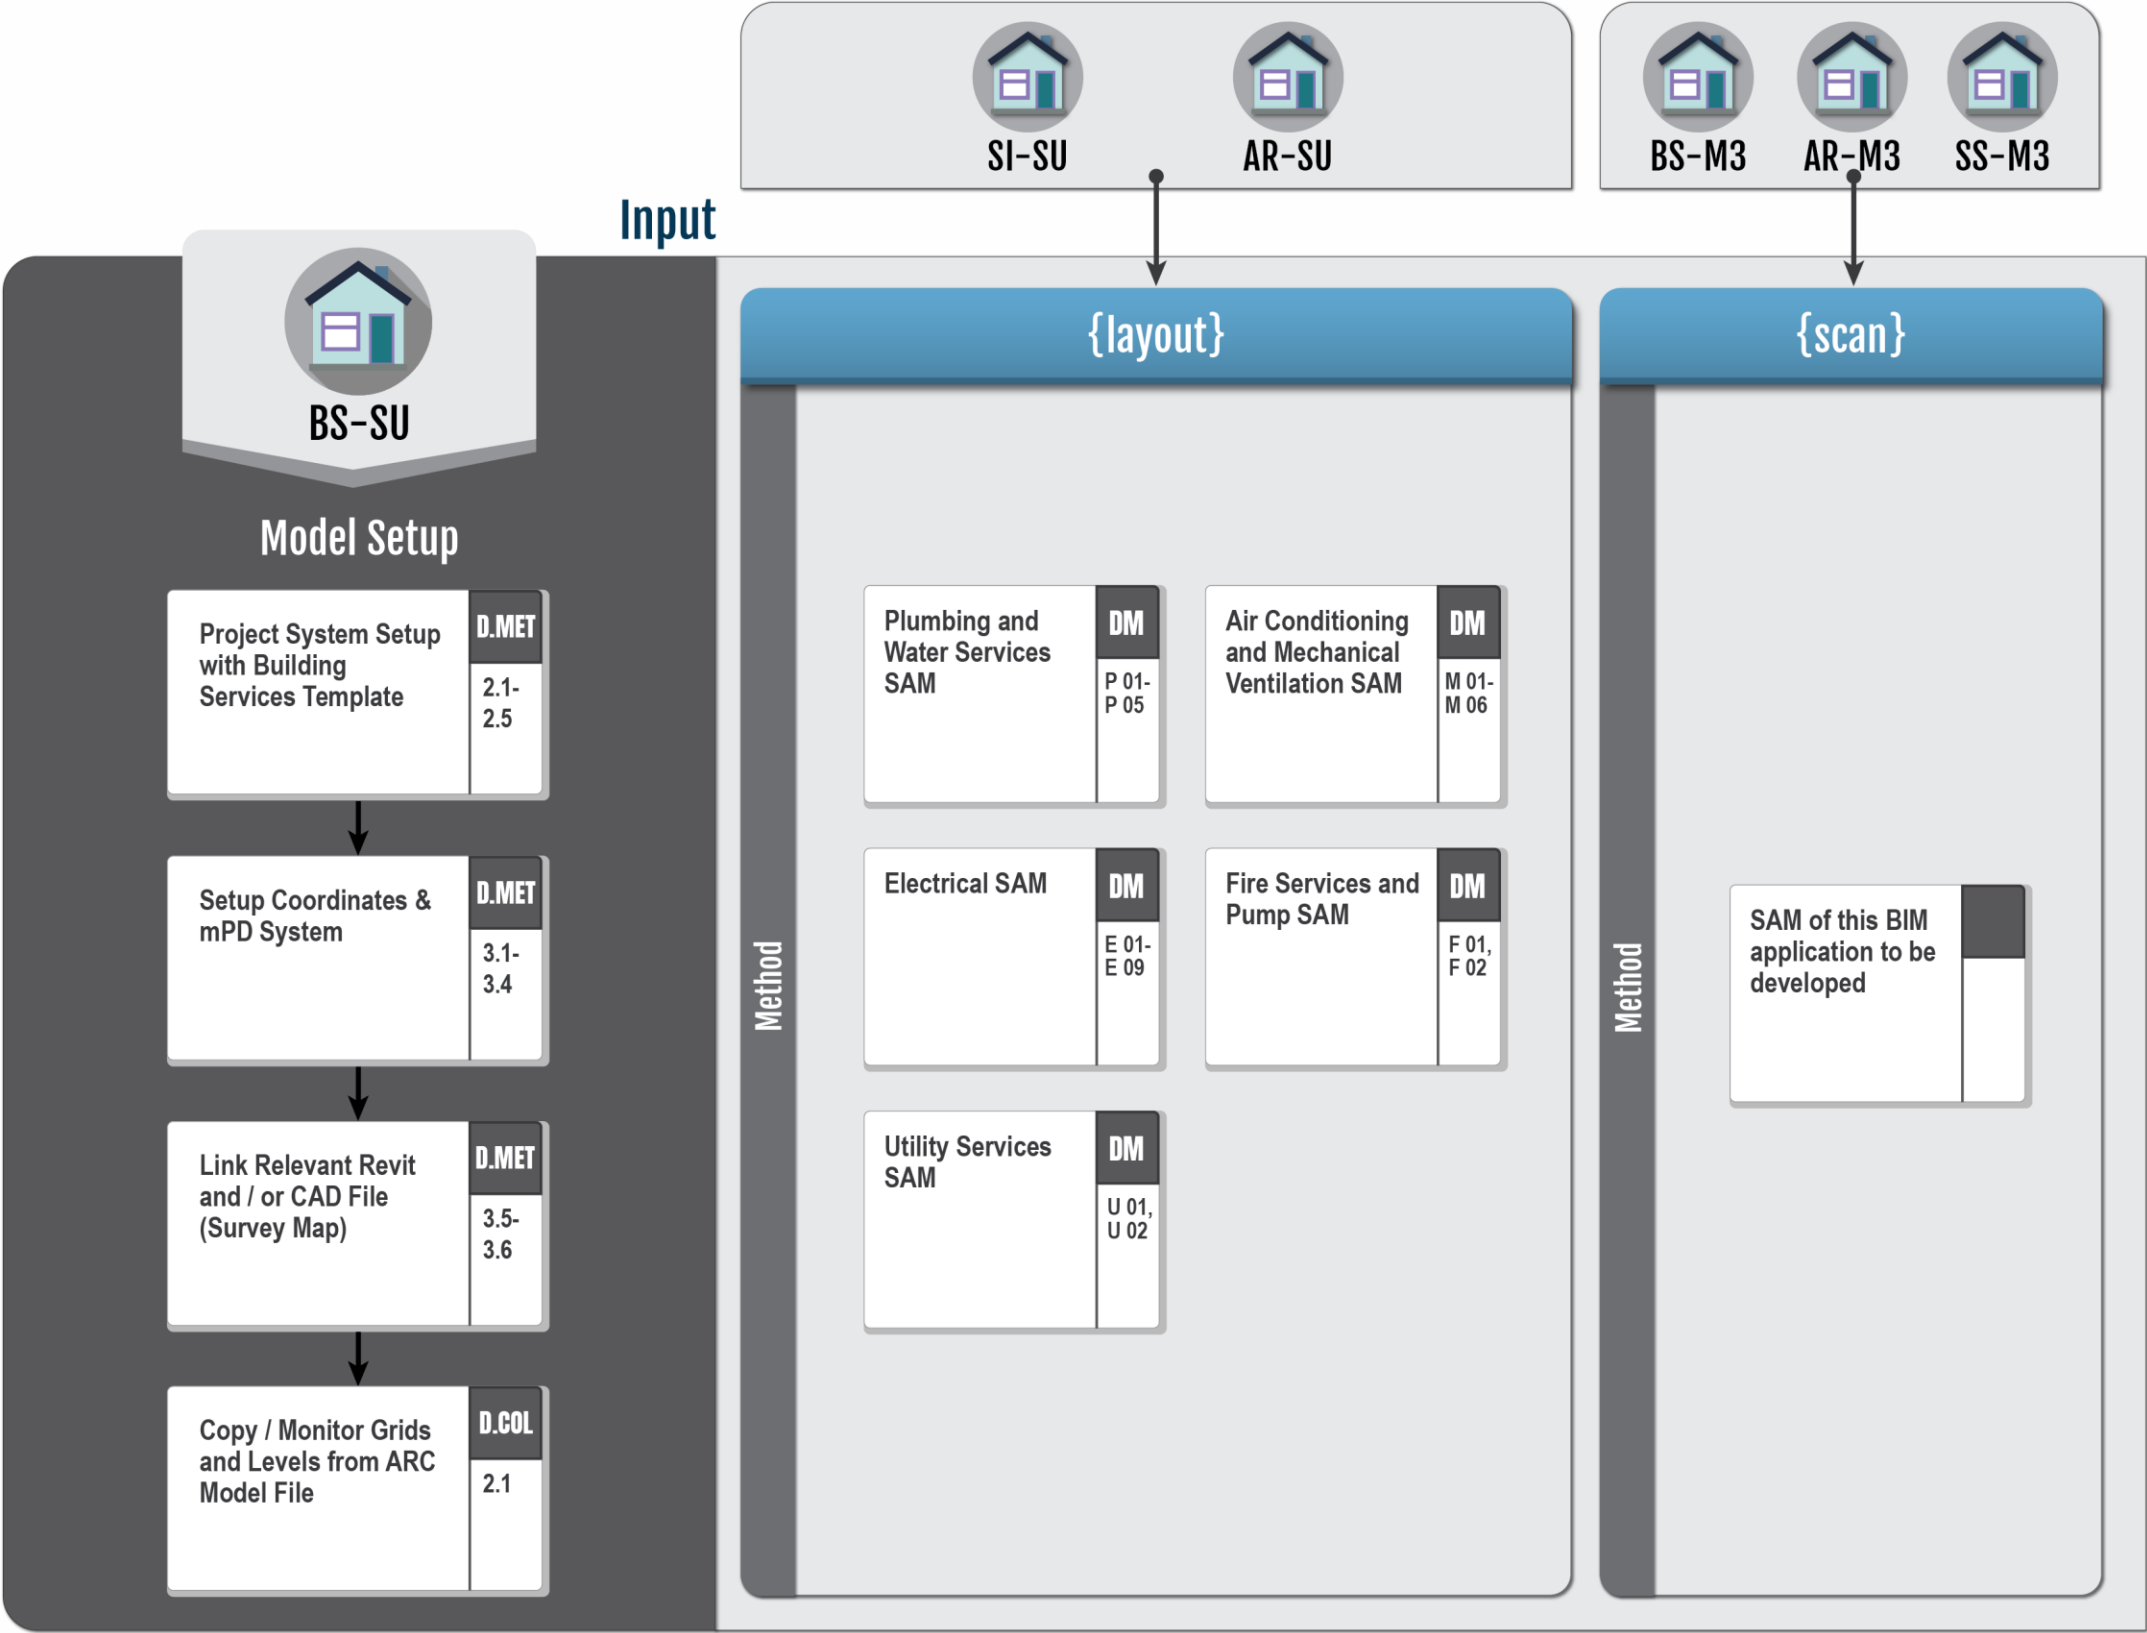 SI-SU
AR-SU
BS-M3
AR-M3
SS-M3
Input
BS-SU
Model Setup
Project System Setup
with Building
Services Template
D.MET
2.1-
2.5
Setup Coordinates &
mPD System
D.MET
3.1-
3.4
Link Relevant Revit
and / or CAD File
(Survey Map)
D.MET
3.5-
3.6
Copy / Monitor Grids
and Levels from ARC
Model File
D.COL
2.1
{layout}
Method
Plumbing and
Water Services
SAM
DM
P 01-
P 05
Air Conditioning
and Mechanical
Ventilation SAM
DM
M 01-
M 06
Electrical SAM
DM
E 01-
E 09
Fire Services and
Pump SAM
DM
F 01,
F 02
Utility Services
SAM
DM
U 01,
U 02
{scan}
Method
SAM of this BIM
application to be
developed